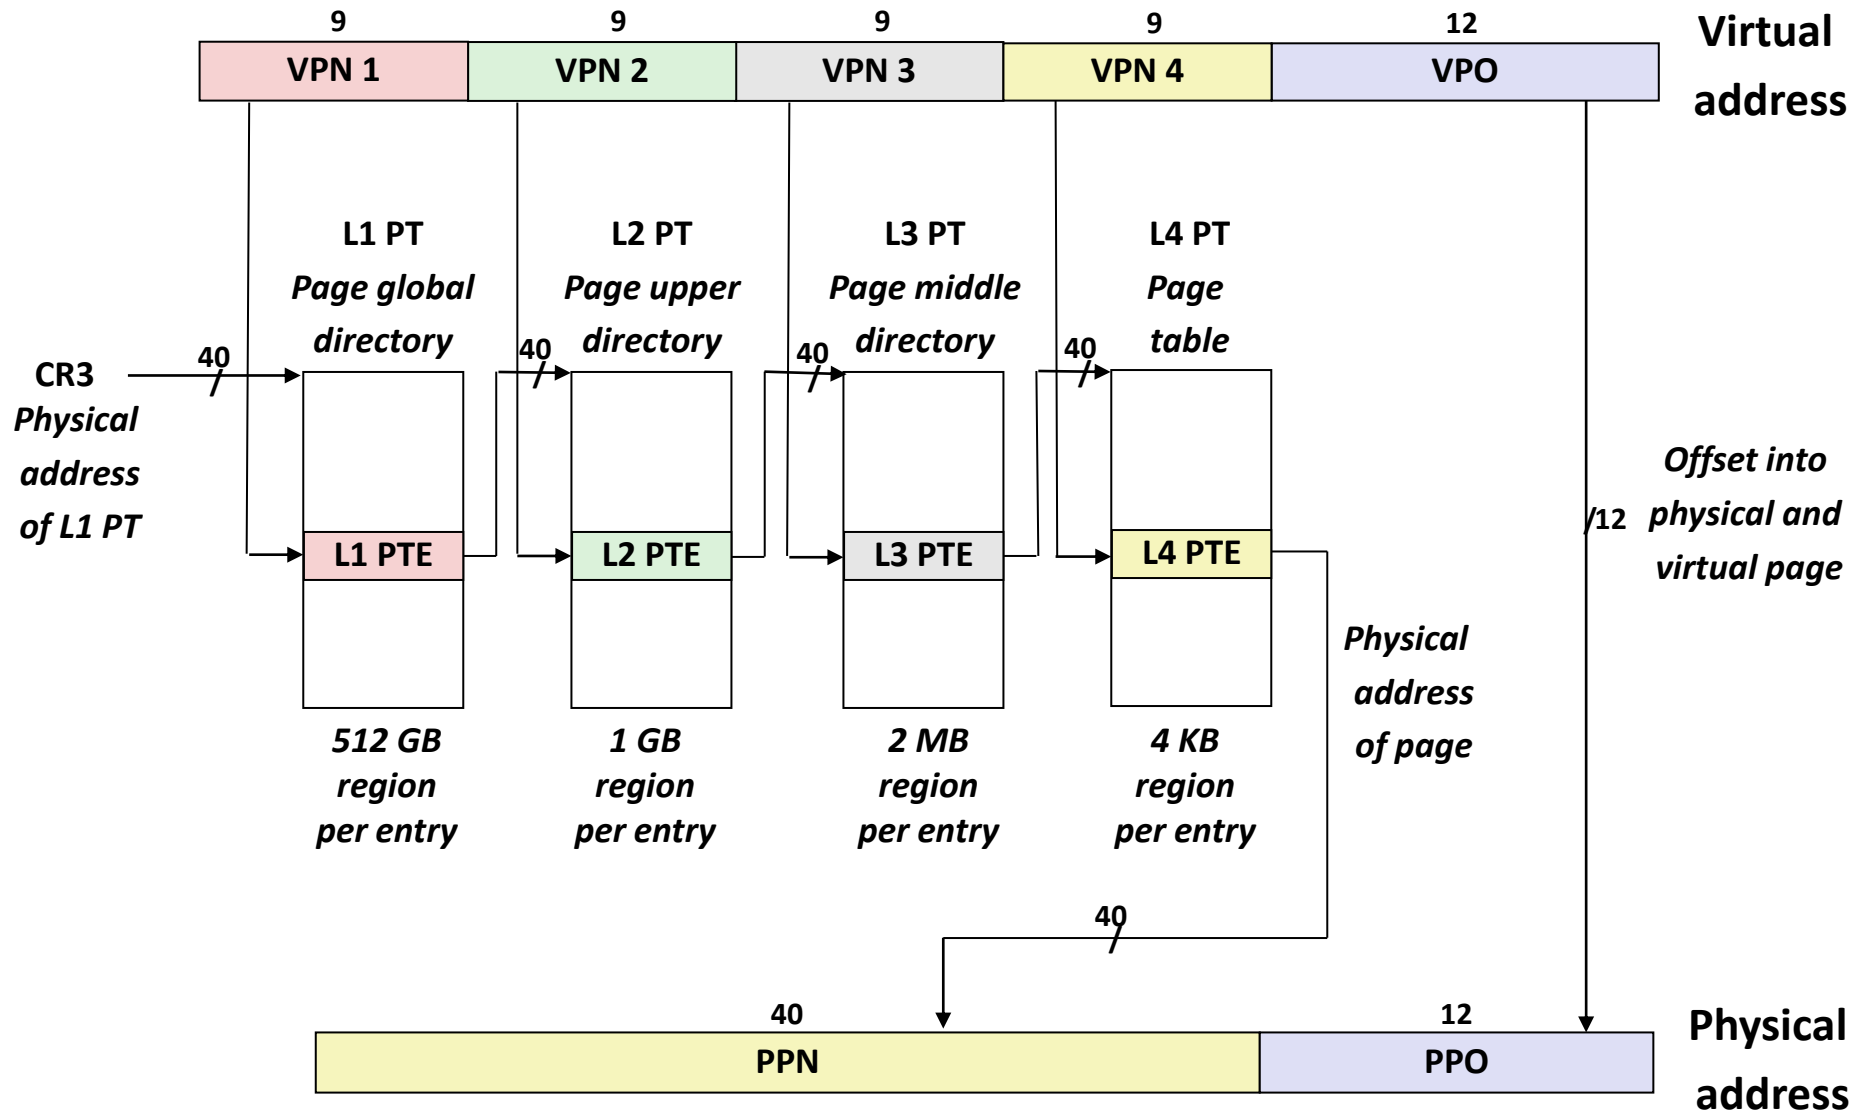 9
9
9
9
12
VPN 1
VPN 2
VPN 3
VPN 4
VPO
Virtual
address
L1 PT
Page global
directory
L2 PT
Page upper
directory
L3 PT
Page middle
directory
L4 PT
Page
table
CR3
Physical
address
of L1 PT
40
40
40
40
L1 PTE
L2 PTE
L3 PTE
L4 PTE
/12
Offset into
physical and
virtual page
512 GB
region
per entry
1 GB
region
per entry
2 MB
region
per entry
4 KB
region
per entry
Physical
address
of page
40
40
12
PPN
PPO
Physical
address